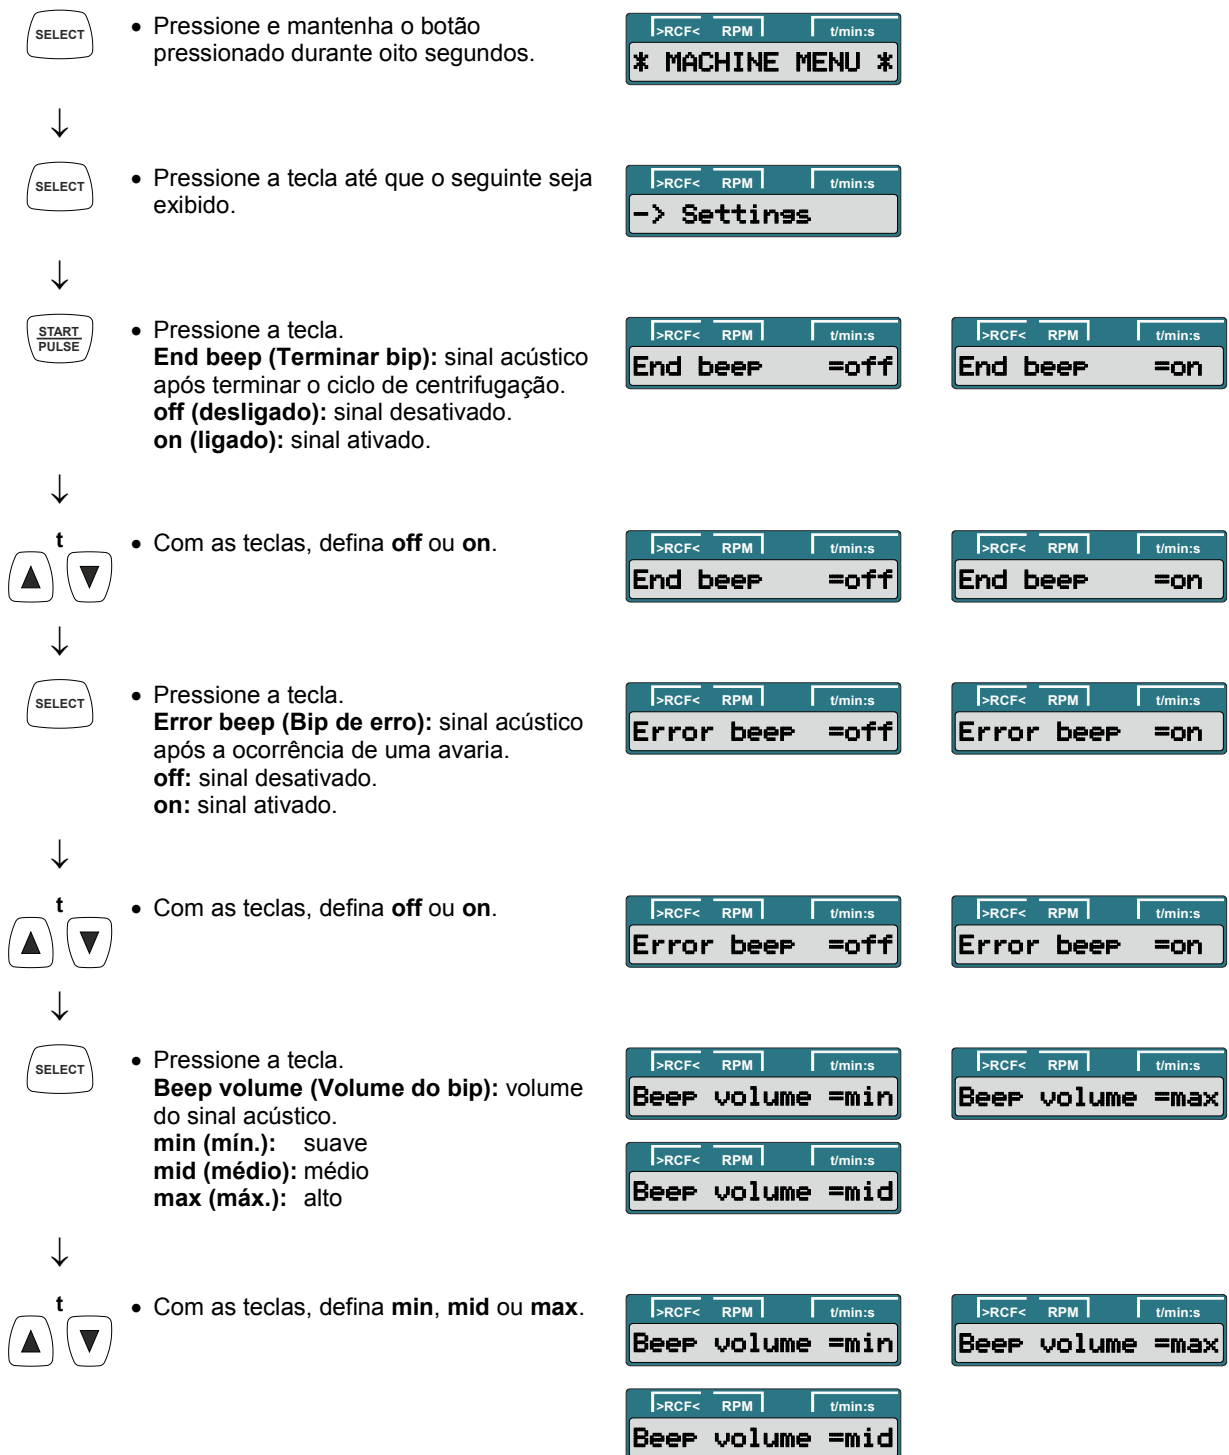 SELECT
• Pressione e mantenha o botão
pressionado durante oito segundos.
>RCF< RPM t/min:s
* MACHINE MENU *
↓
SELECT
• Pressione a tecla até que o seguinte seja
exibido.
>RCF< RPM t/min:s
-> Settings
↓
START
PULSE
• Pressione a tecla.
End beep (Terminar bip): sinal acústico
após terminar o ciclo de centrifugação.
off (desligado): sinal desativado.
on (ligado): sinal ativado.
>RCF< RPM t/min:s
End beep =off
>RCF< RPM t/min:s
End beep =on
↓
t
▲ ▼
• Com as teclas, defina off ou on.
>RCF< RPM t/min:s
End beep =off
>RCF< RPM t/min:s
End beep =on
↓
SELECT
• Pressione a tecla.
Error beep (Bip de erro): sinal acústico
após a ocorrência de uma avaria.
off: sinal desativado.
on: sinal ativado.
>RCF< RPM t/min:s
Error beep =off
>RCF< RPM t/min:s
Error beep =on
↓
t
▲ ▼
• Com as teclas, defina off ou on.
>RCF< RPM t/min:s
Error beep =off
>RCF< RPM t/min:s
Error beep =on
↓
SELECT
• Pressione a tecla.
Beep volume (Volume do bip): volume
do sinal acústico.
min (mín.): suave
mid (médio): médio
max (máx.): alto
>RCF< RPM t/min:s
Beep volume =min
>RCF< RPM t/min:s
Beep volume =max
>RCF< RPM t/min:s
Beep volume =mid
↓
t
▲ ▼
• Com as teclas, defina min, mid ou max.
>RCF< RPM t/min:s
Beep volume =min
>RCF< RPM t/min:s
Beep volume =max
>RCF< RPM t/min:s
Beep volume =mid